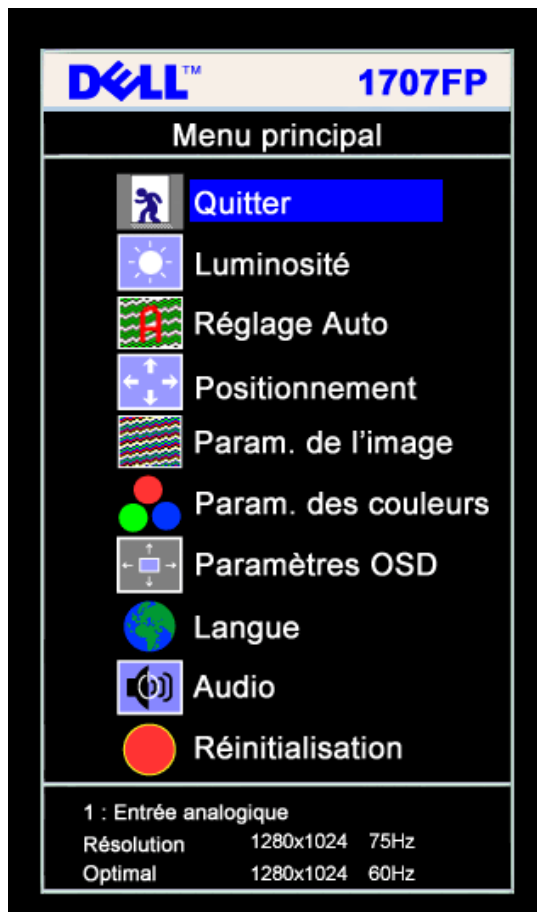 DELL™ 1707FP
Menu principal
Quitter
Luminosité
Réglage Auto
Positionnement
Param. de l'image
Param. des couleurs
Paramètres OSD
Langue
Audio
Réinitialisation
1 : Entrée analogique
Résolution 1280x1024 75Hz
Optimal 1280x1024 60Hz